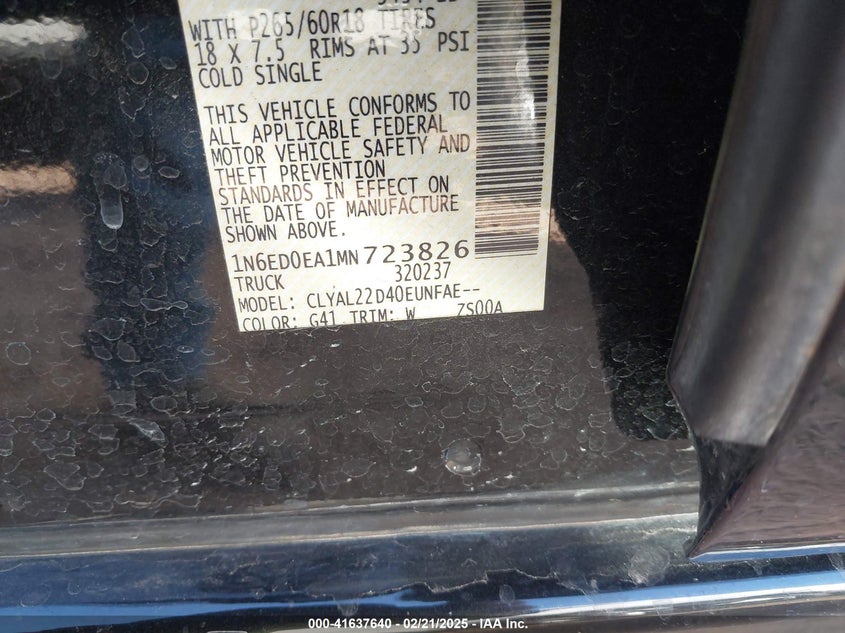 WITH P265/60R18 TIRES
18 X 7.5 RIMS AT 35 PSI
COLD SINGLE
THIS VEHICLE CONFORMS TO
ALL APPLICABLE FEDERAL
MOTOR VEHICLE SAFETY AND
THEFT PREVENTION
STANDARDS IN EFFECT ON
THE DATE OF MANUFACTURE
SHOWN ABOVE.
1N6ED0EA1MN723826
TRUCK 320237
MODEL: CLYAL22D40EUNFAE--
COLOR: G41 TRIM: W ZS00A
000-41637640 - 02/21/2025 - IAA Inc.